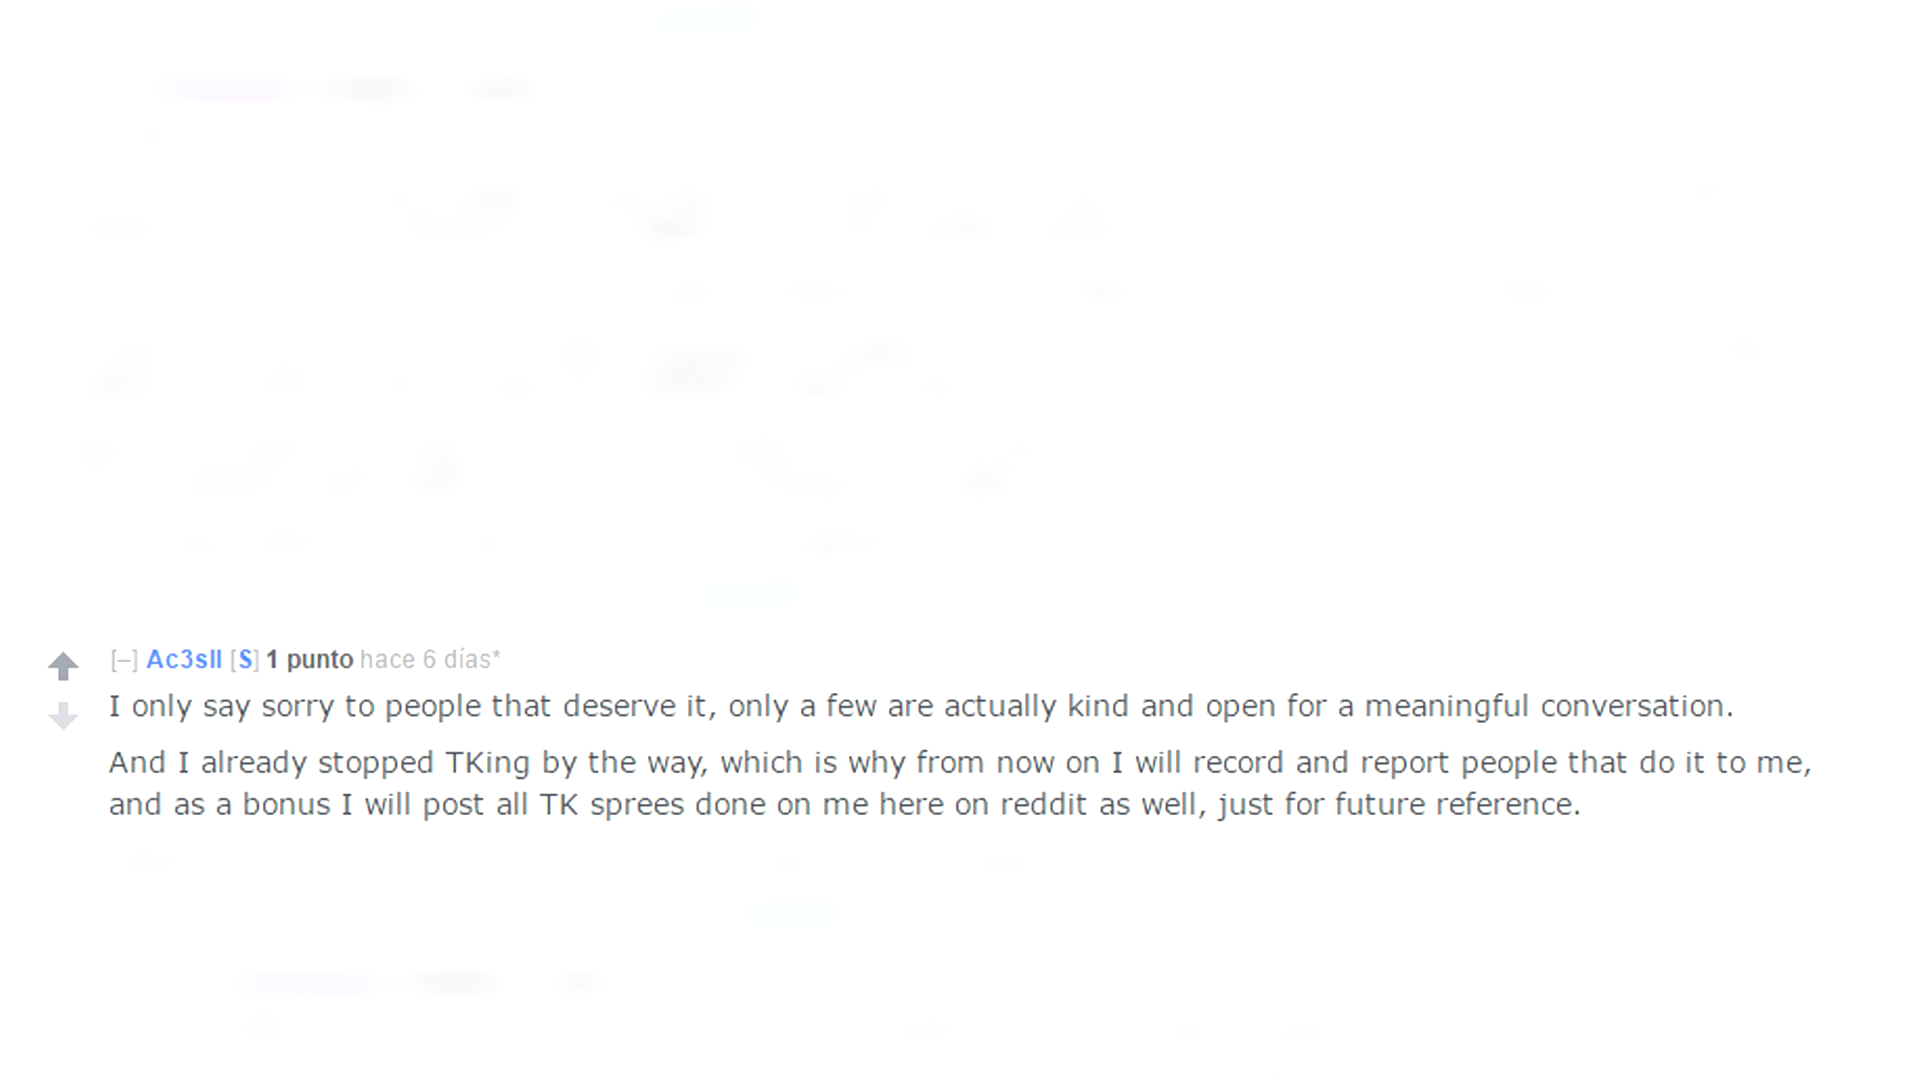 [–] Ac3sII [S] 1 punto hace 6 días*
I only say sorry to people that deserve it, only a few are actually kind and open for a meaningful conversation.
And I already stopped TKing by the way, which is why from now on I will record and report people that do it to me,
and as a bonus I will post all TK sprees done on me here on reddit as well, just for future reference.